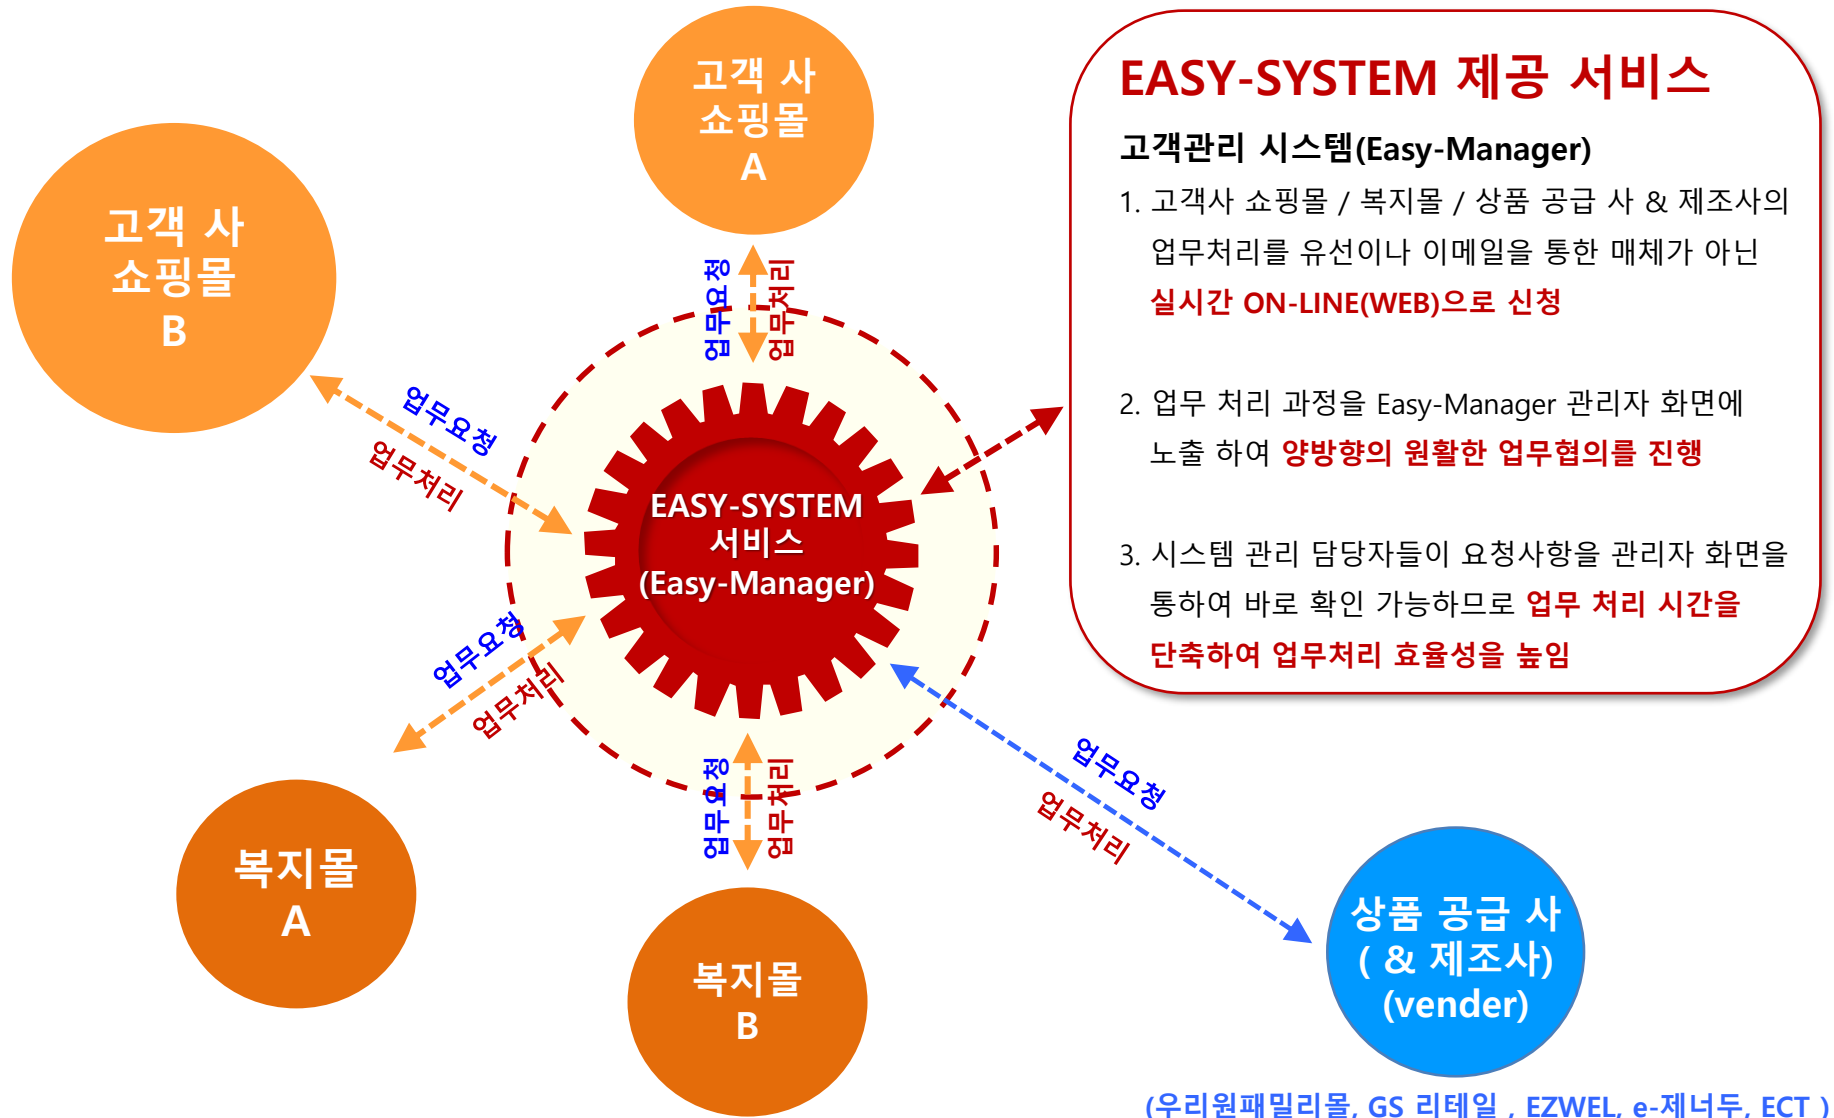 고객 사
쇼핑몰
A
고객 사
쇼핑몰
B
업무요청
업무처리
업무요청
업무처리
EASY-SYSTEM
서비스
(Easy-Manager)
업무요청
업무처리
업무요청
업무처리
업무요청
업무처리
복지몰
A
복지몰
B
상품 공급 사
( & 제조사)
(vender)
(우리원패밀리몰, GS 리테일 , EZWEL, e-제너두, ECT )
EASY-SYSTEM 제공 서비스
고객관리 시스템(Easy-Manager)
1. 고객사 쇼핑몰 / 복지몰 / 상품 공급 사 & 제조사의
업무처리를 유선이나 이메일을 통한 매체가 아닌
실시간 ON-LINE(WEB)으로 신청
2. 업무 처리 과정을 Easy-Manager 관리자 화면에
노출 하여 양방향의 원활한 업무협의를 진행
3. 시스템 관리 담당자들이 요청사항을 관리자 화면을
통하여 바로 확인 가능하므로 업무 처리 시간을
단축하여 업무처리 효율성을 높임